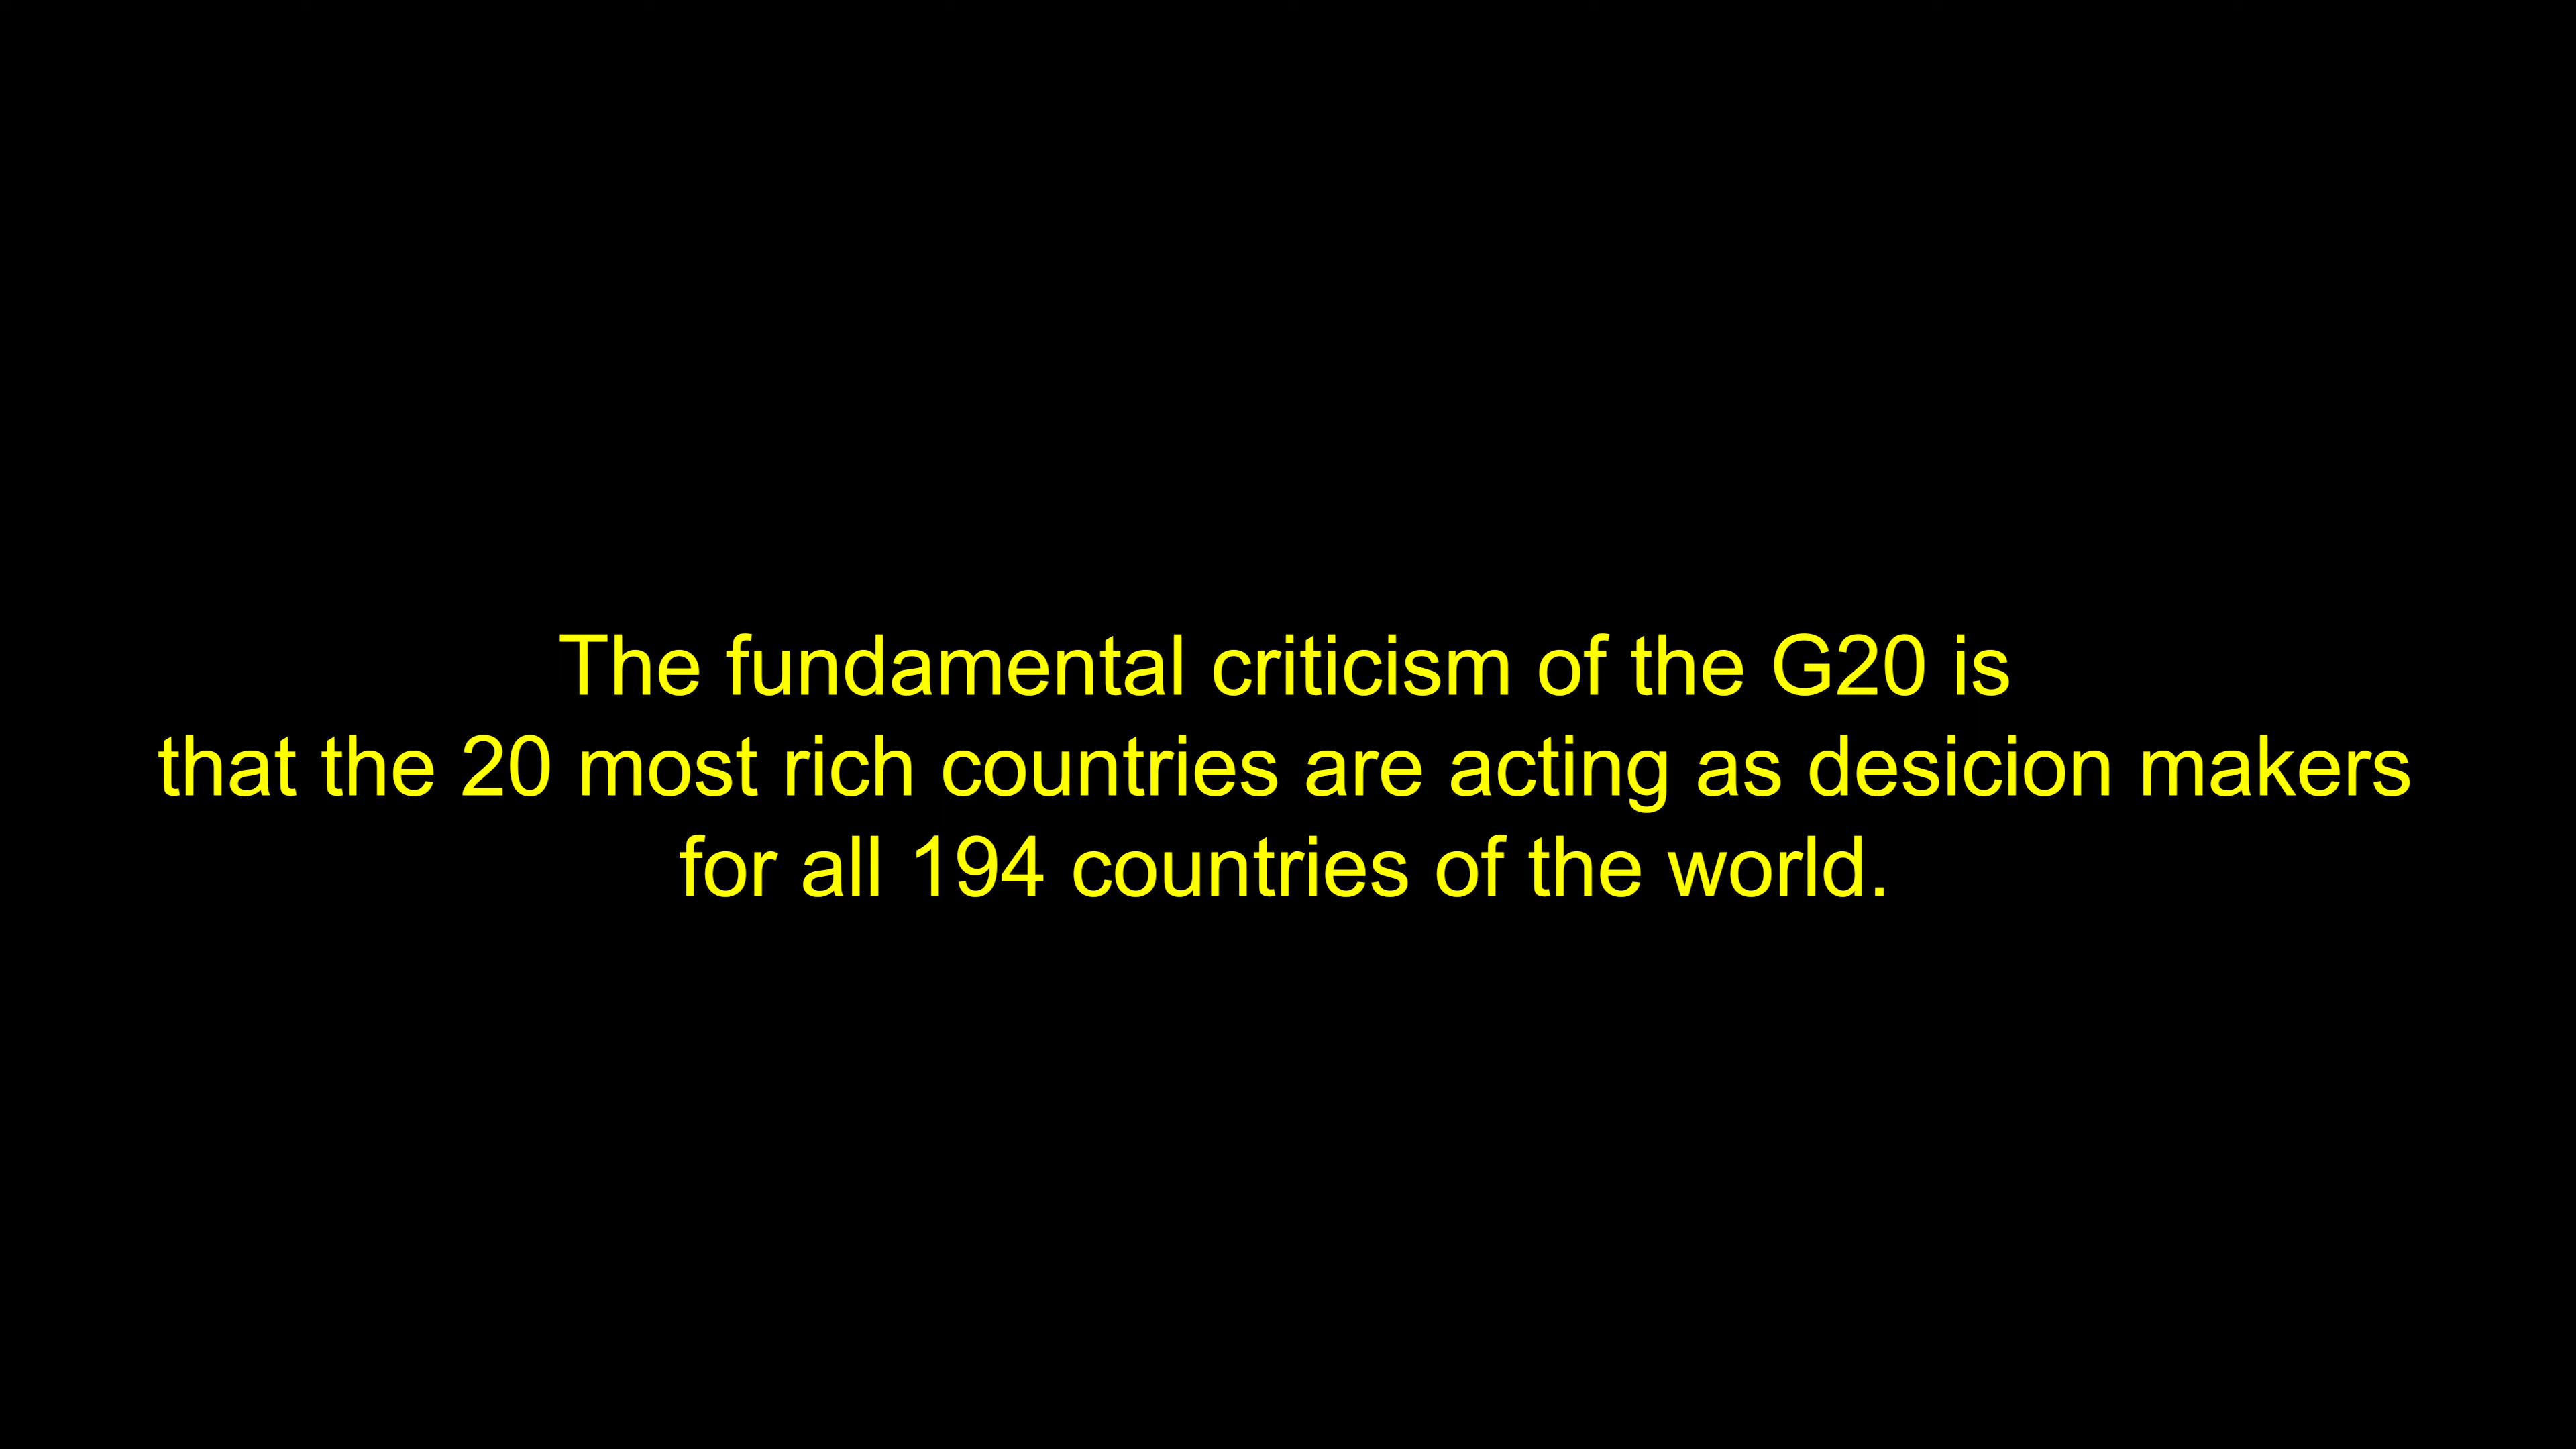 The fundamental criticism of the G20 is
that the 20 most rich countries are acting as desicion makers
for all 194 countries of the world.